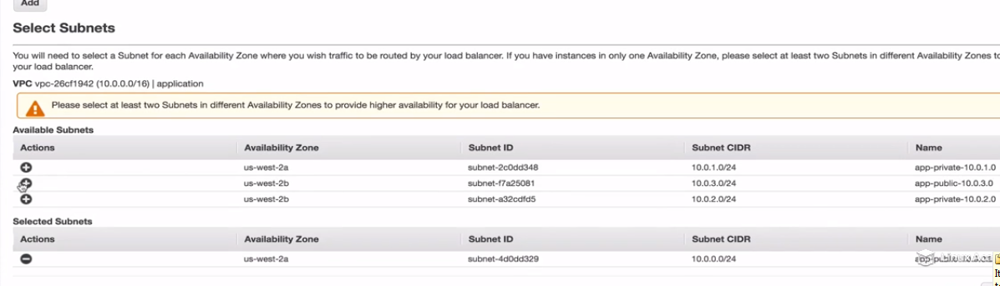 Add
Select Subnets
You will need to select a Subnet for each Availability Zone where you wish traffic to be routed by your load balancer. If you have instances in only one Availability Zone, please select at least two Subnets in different Availability Zones to
your load balancer.
VPC vpc-26cf1942 (10.0.0.0/16) | application
Please select at least two Subnets in different Availability Zones to provide higher availability for your load balancer.
Available Subnets
Actions Availability Zone Subnet ID Subnet CIDR Name
us-west-2a subnet-2c0dd348 10.0.1.0/24 app-private-10.0.1.0
us-west-2b subnet-f7a25081 10.0.3.0/24 app-public-10.0.3.0
us-west-2b subnet-a32cdfd5 10.0.2.0/24 app-private-10.0.2.0
Selected Subnets
Actions Availability Zone Subnet ID Subnet CIDR Name
us-west-2a subnet-4d0dd329 10.0.0.0/24
It